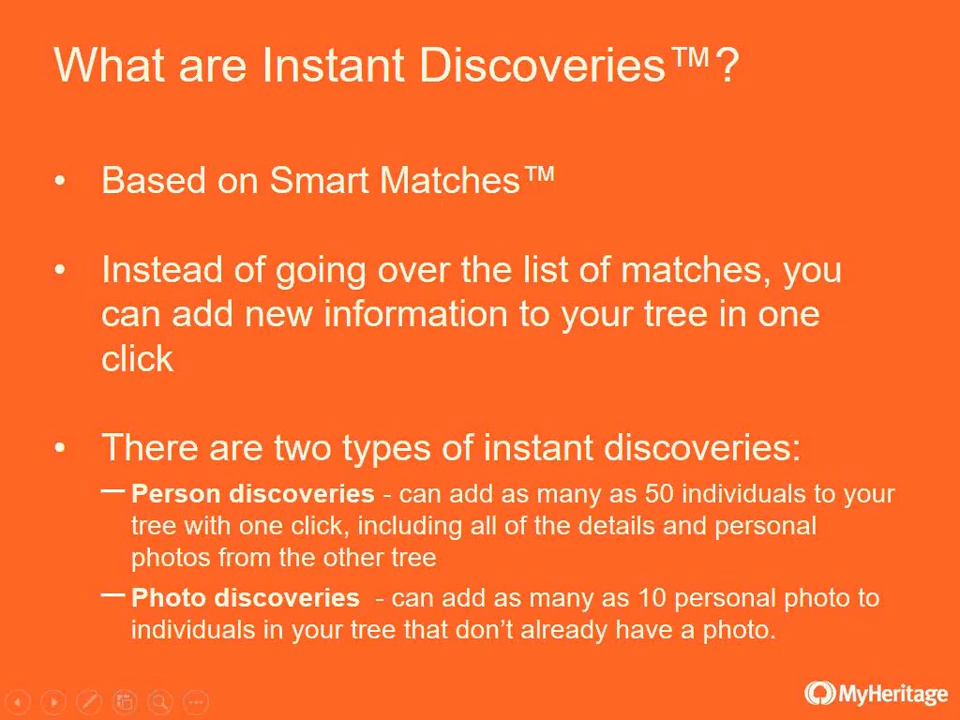 What are Instant Discoveries™?
• Based on Smart Matches™
• Instead of going over the list of matches, you
can add new information to your tree in one
click
• There are two types of instant discoveries:
— Person discoveries - can add as many as 50 individuals to your
tree with one click, including all of the details and personal
photos from the other tree
— Photo discoveries  - can add as many as 10 personal photo to
individuals in your tree that don’t already have a photo.
MyHeritage